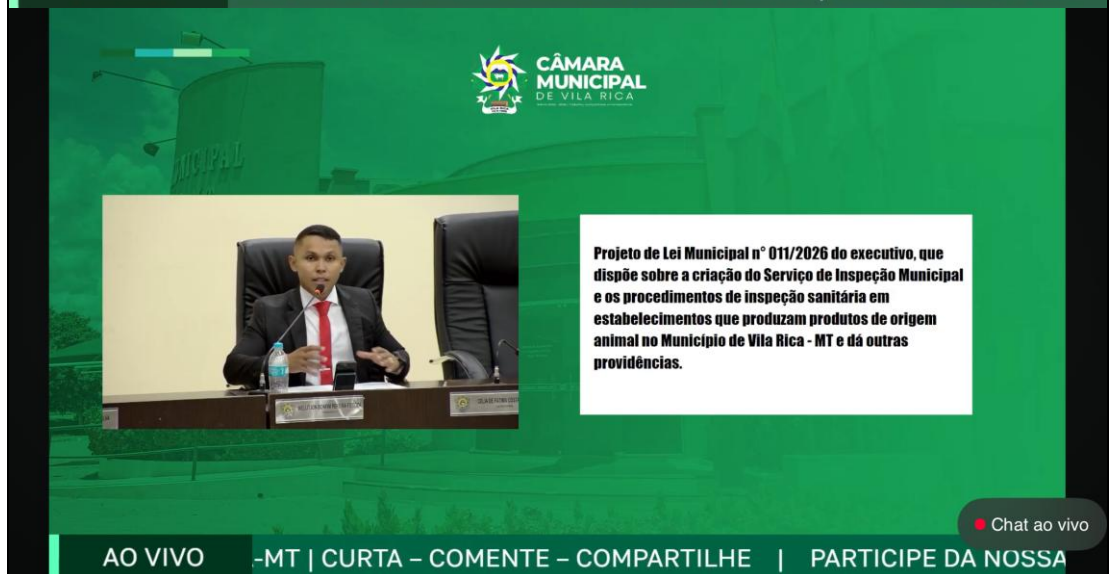 CÂMARA
MUNICIPAL
DE VILA RICA
Projeto de Lei Municipal n° 011/2026 do executivo, que
dispõe sobre a criação do Serviço de Inspeção Municipal
e os procedimentos de inspeção sanitária em
estabelecimentos que produzam produtos de origem
animal no Município de Vila Rica - MT e dá outras
providências.
Chat ao vivo
AO VIVO
-MT | CURTA – COMENTE – COMPARTILHE | PARTICIPE DA NOSSA